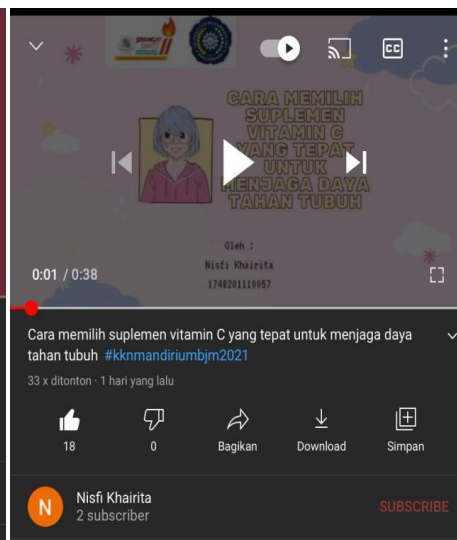 SEMANGAT
CC
CARA MEMILIH
SUPLEMEN
VITAMIN C
YANG TEPAT
UNTUK
MENJAGA DAYA
TAHAN TUBUH
Oleh :
Nisfi Khairita
1748201110057
0:01 / 0:38
Cara memilih suplemen vitamin C yang tepat untuk menjaga daya
tahan tubuh #kknmandiriumbjm2021
33 x ditonton · 1 hari yang lalu
18
0
Bagikan
Download
Simpan
N
Nisfi Khairita
2 subscriber
SUBSCRIBE